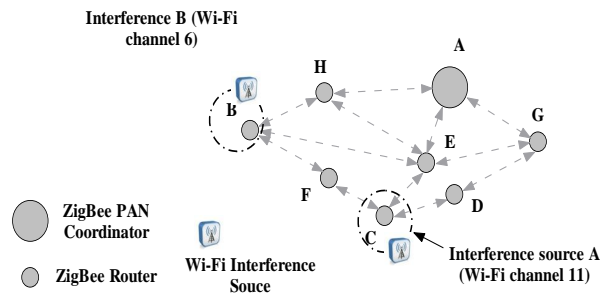 Interference B (Wi-Fi
channel 6)
A
H
B
G
E
F
D
C
ZigBee PAN
Coordinator
ZigBee Router
Wi-Fi Interference
Souce
Interference source A
(Wi-Fi channel 11)